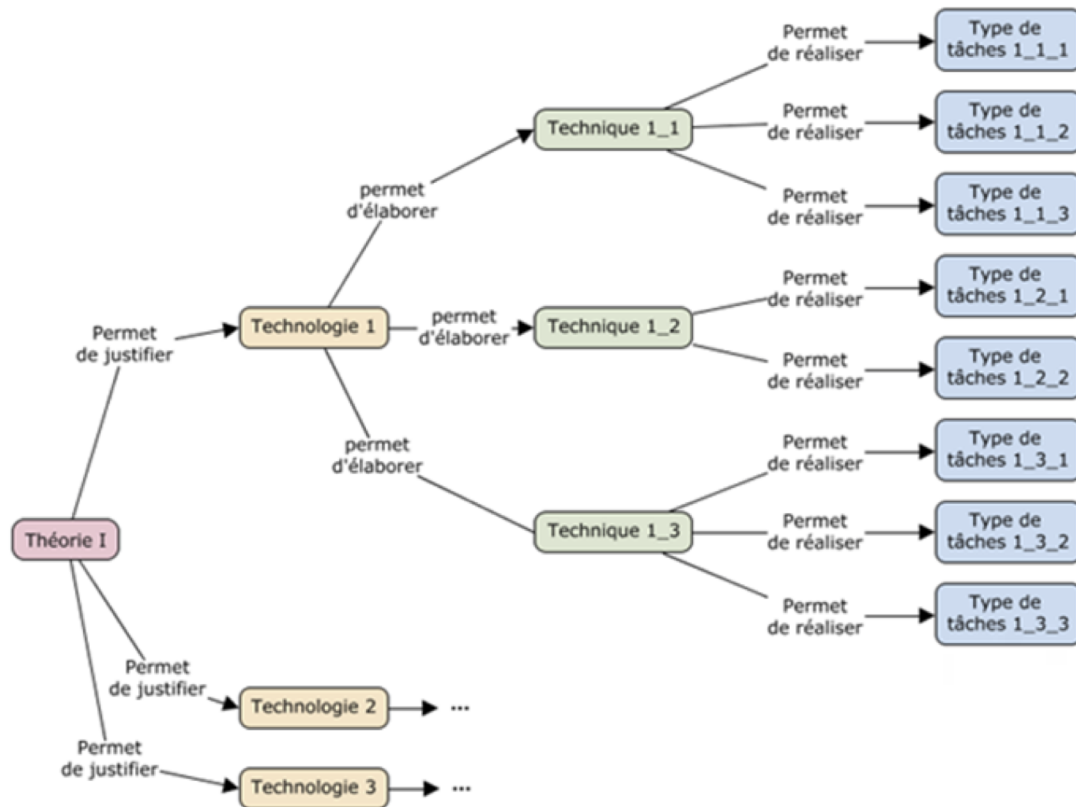 Permet
de réaliser
Type de
tâches 1_1_1
Technique 1_1
Permet
de réaliser
Type de
tâches 1_1_2
Permet
de réaliser
Type de
tâches 1_1_3
permet
d'élaborer
Permet
de réaliser
Type de
tâches 1_2_1
Permet
de justifier
Technologie 1
permet
d'élaborer
Technique 1_2
Permet
de réaliser
Type de
tâches 1_2_2
permet
d'élaborer
Permet
de réaliser
Type de
tâches 1_3_1
Théorie I
Technique 1_3
Permet
de réaliser
Type de
tâches 1_3_2
Permet
de réaliser
Type de
tâches 1_3_3
Permet
de justifier
Technologie 2
...
Permet
de justifier
Technologie 3
...